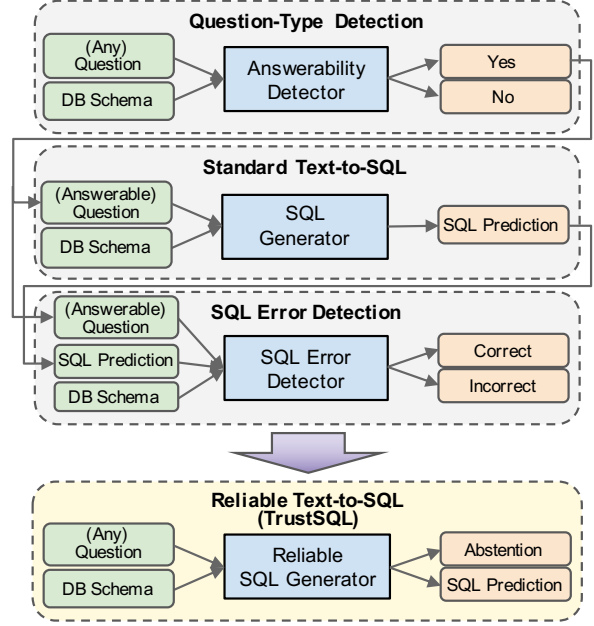 Question-Type Detection
(Any)
Question
DB Schema
Answerability
Detector
Yes
No
Standard Text-to-SQL
(Answerable)
Question
DB Schema
SQL
Generator
SQL Prediction
SQL Error Detection
(Answerable)
Question
SQL Prediction
DB Schema
SQL Error
Detector
Correct
Incorrect
Reliable Text-to-SQL
(TrustSQL)
(Any)
Question
DB Schema
Reliable
SQL Generator
Abstention
SQL Prediction